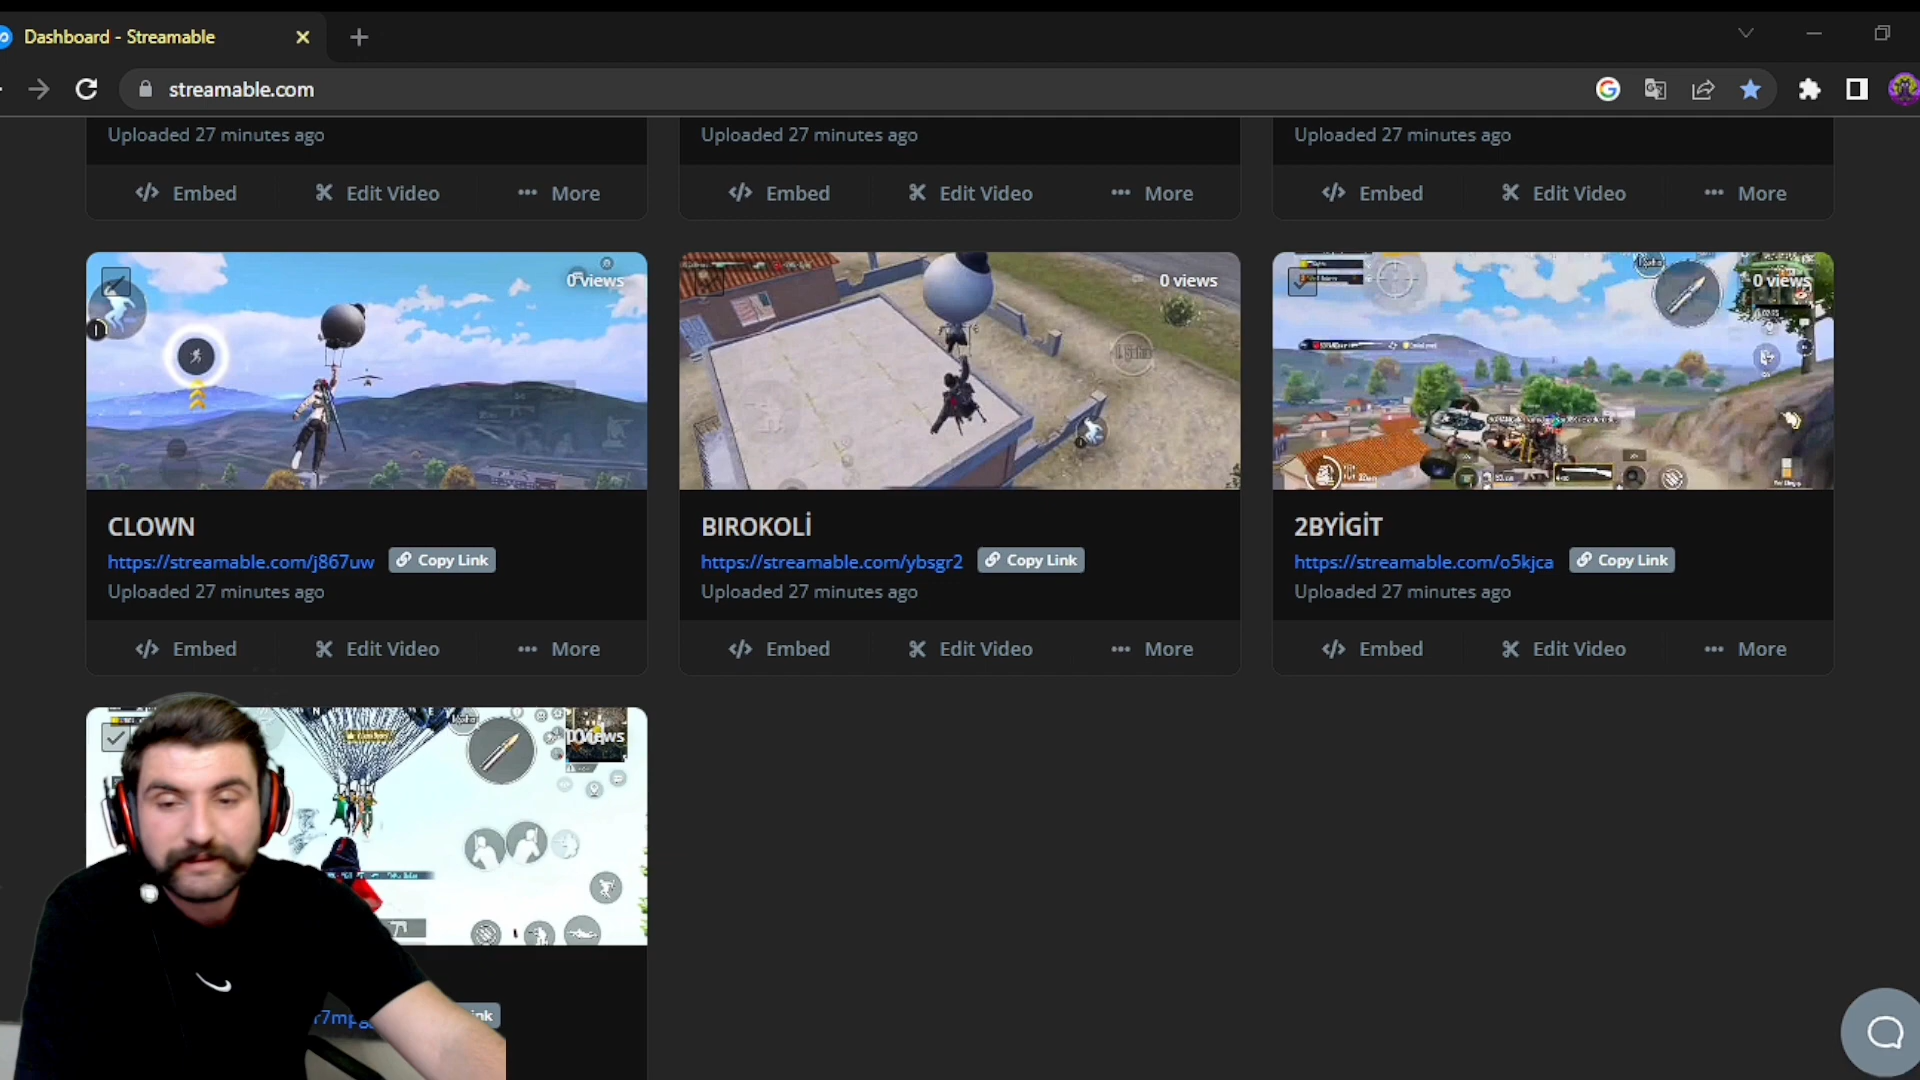 Dashboard - Streamable
streamable.com
Uploaded 27 minutes ago
Uploaded 27 minutes ago
Uploaded 27 minutes ago
Embed
Edit Video
More
Embed
Edit Video
More
Embed
Edit Video
More
0 views
0 views
0 views
CLOWN
BIROKOLİ
2BYİGİT
https://streamable.com/j867uw
Copy Link
https://streamable.com/ybsgr2
Copy Link
https://streamable.com/o5kjca
Copy Link
Uploaded 27 minutes ago
Uploaded 27 minutes ago
Uploaded 27 minutes ago
Embed
Edit Video
More
Embed
Edit Video
More
Embed
Edit Video
More
views